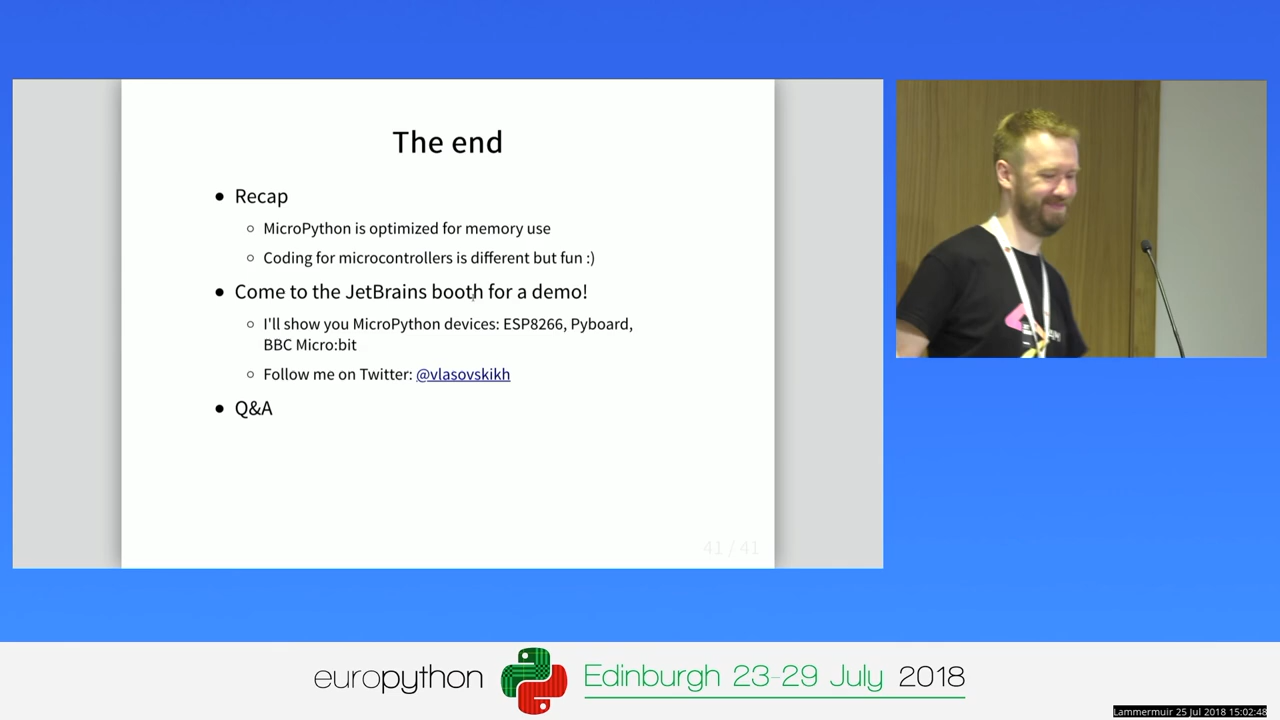 The end
● Recap
○ MicroPython is optimized for memory use
○ Coding for microcontrollers is different but fun :)
● Come to the JetBrains booth for a demo!
○ I'll show you MicroPython devices: ESP8266, Pyboard,
BBC Micro:bit
○ Follow me on Twitter: @vlasovskikh
● Q&A
41 / 41
europython Edinburgh 23-29 July 2018
Lammermuir 25 Jul 2018 15:02:48